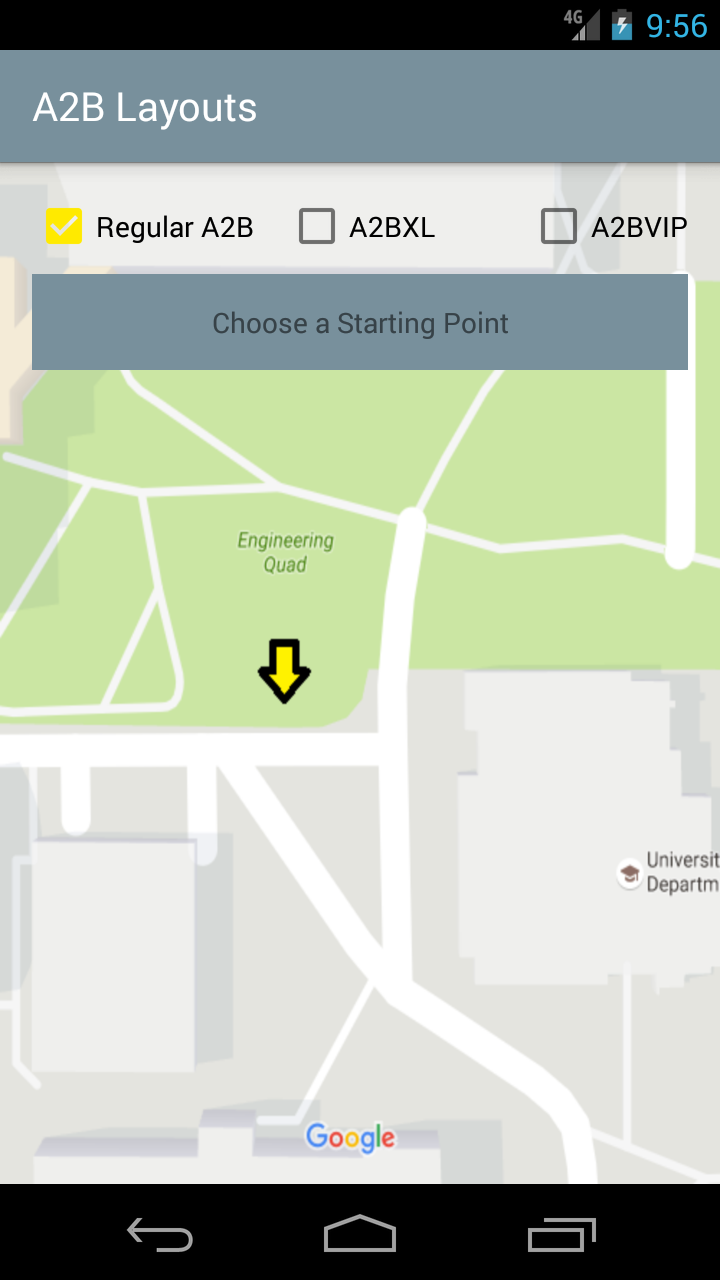 4G 9:56
A2B Layouts
Regular A2B A2BXL A2BVIP
Choose a Starting Point
Engineering
Quad
Universit
Departm
Google